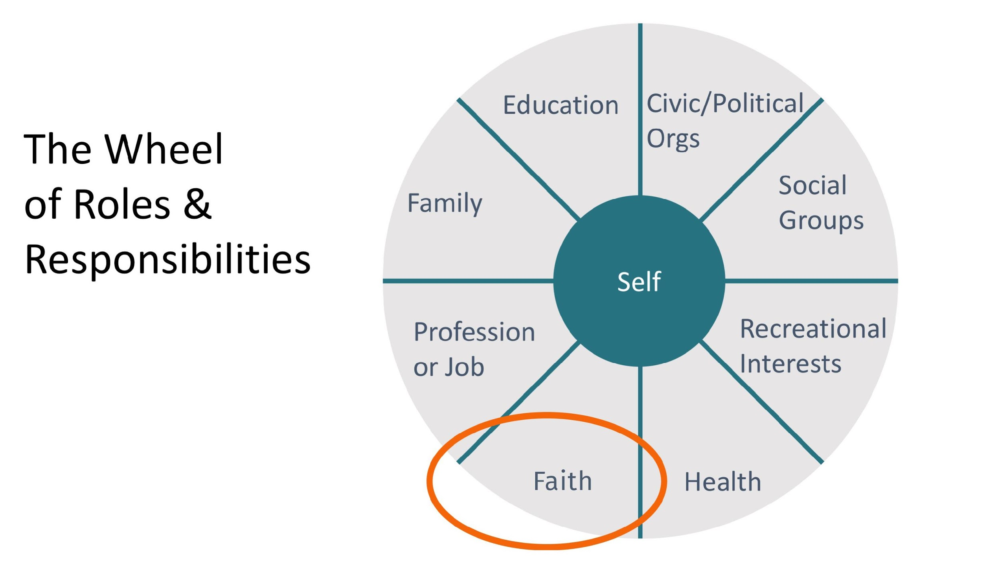 The Wheel
of Roles &
Responsibilities
Education
Civic/Political
Orgs
Family
Social
Groups
Self
Profession
or Job
Recreational
Interests
Faith
Health